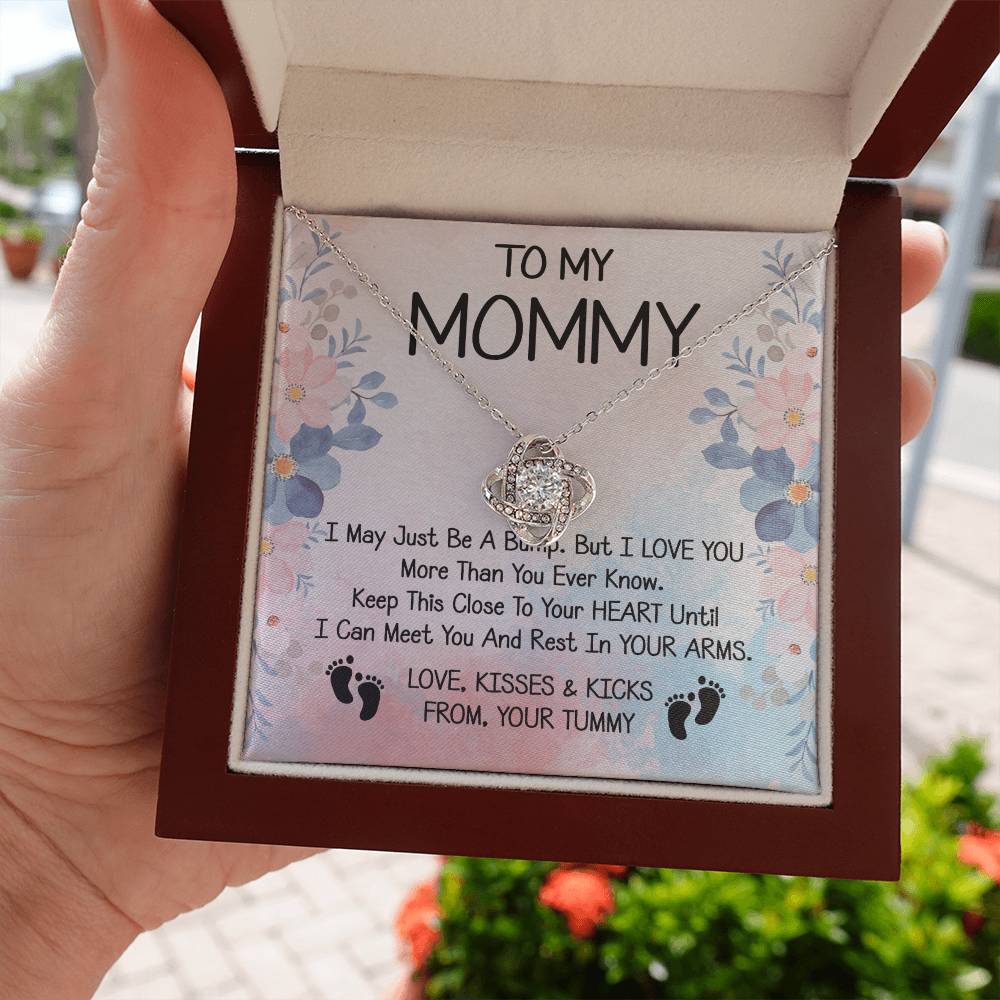 TO MY
MOMMY
I May Just Be A Bump. But I LOVE YOU
More Than You Ever Know.
Keep This Close To Your HEART Until
I Can Meet You And Rest In YOUR ARMS.
LOVE, KISSES & KICKS
FROM, YOUR TUMMY